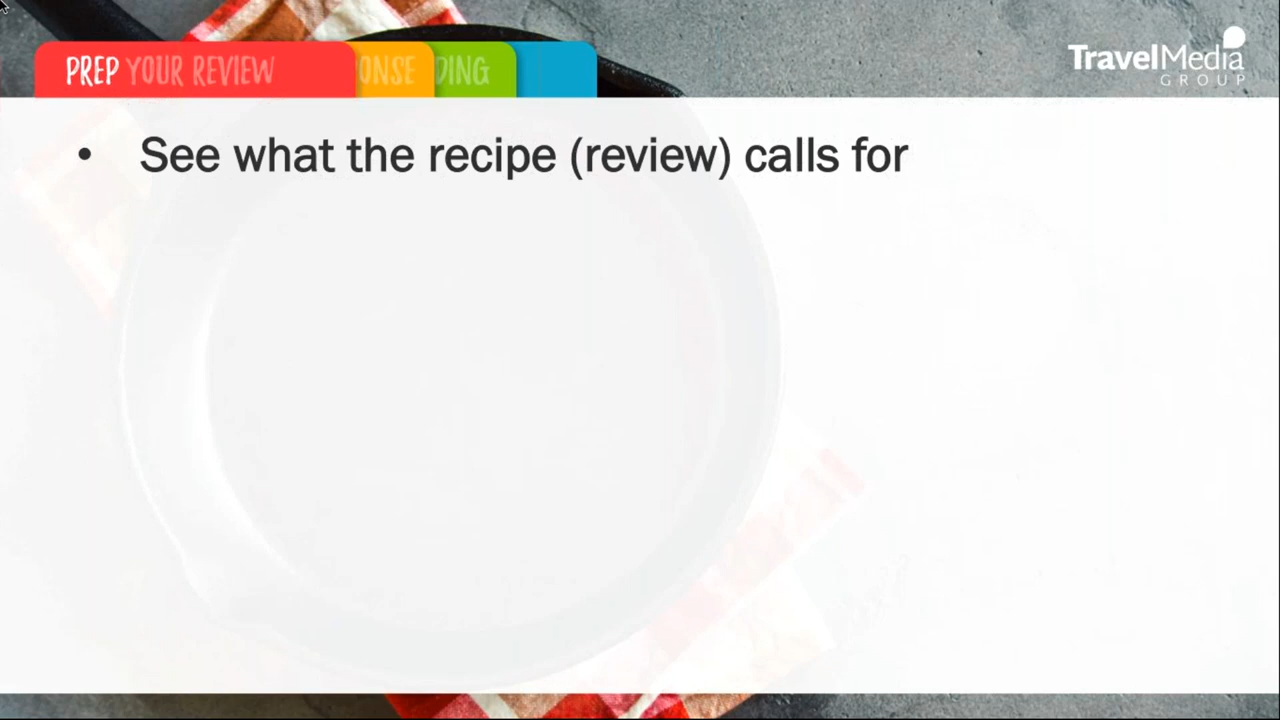 PREP YOUR REVIEW
ONSE
DING
TravelMedia
GROUP
• See what the recipe (review) calls for